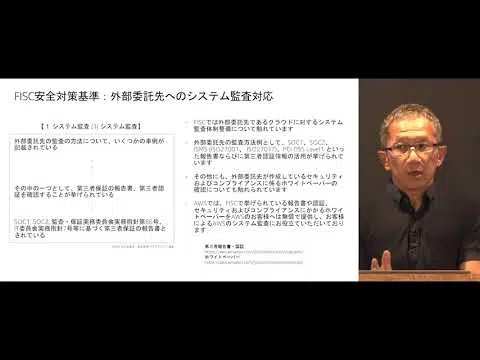 FISC安全対策基準：外部委託先へのシステム監査対応
【１ システム監査 (1) システム監査】
外部委託先の監査の方法について、いくつかの事例が
記載されている
その中の一つとして、第三者保証の報告書、第三者認
証を確認することが挙げられている
SOC1, SOC2, 監査・保証実務委員会実務指針第86号、
IT委員会実務指針7号等に基づく第三者保証の報告書と
されている
• FISCでは外部委託先であるクラウドに対するシステム
監査体制整備について触れています
• 外部委託先の監査方法例として、SOC1、SOC2、
ISMS (ISO27001、ISO27017)、PCI DSS Level1 といっ
た報告書ならびに第三者認証情報の活用が挙げられて
います
• その他にも、外部委託先が作成しているセキュリティ
およびコンプライアンスに係るホワイトペーパーの確
認についても触れています
• AWSでは、FISCで挙げられている報告書や認証、
セキュリティおよびコンプライアンスにかかるホワイ
トペーパーをAWSのお客様へは無償で提供し、お客様に
よるAWSのシステム監査にお役立ていただいてお
ります
第三者報告書・認証
ホワイトペーパー